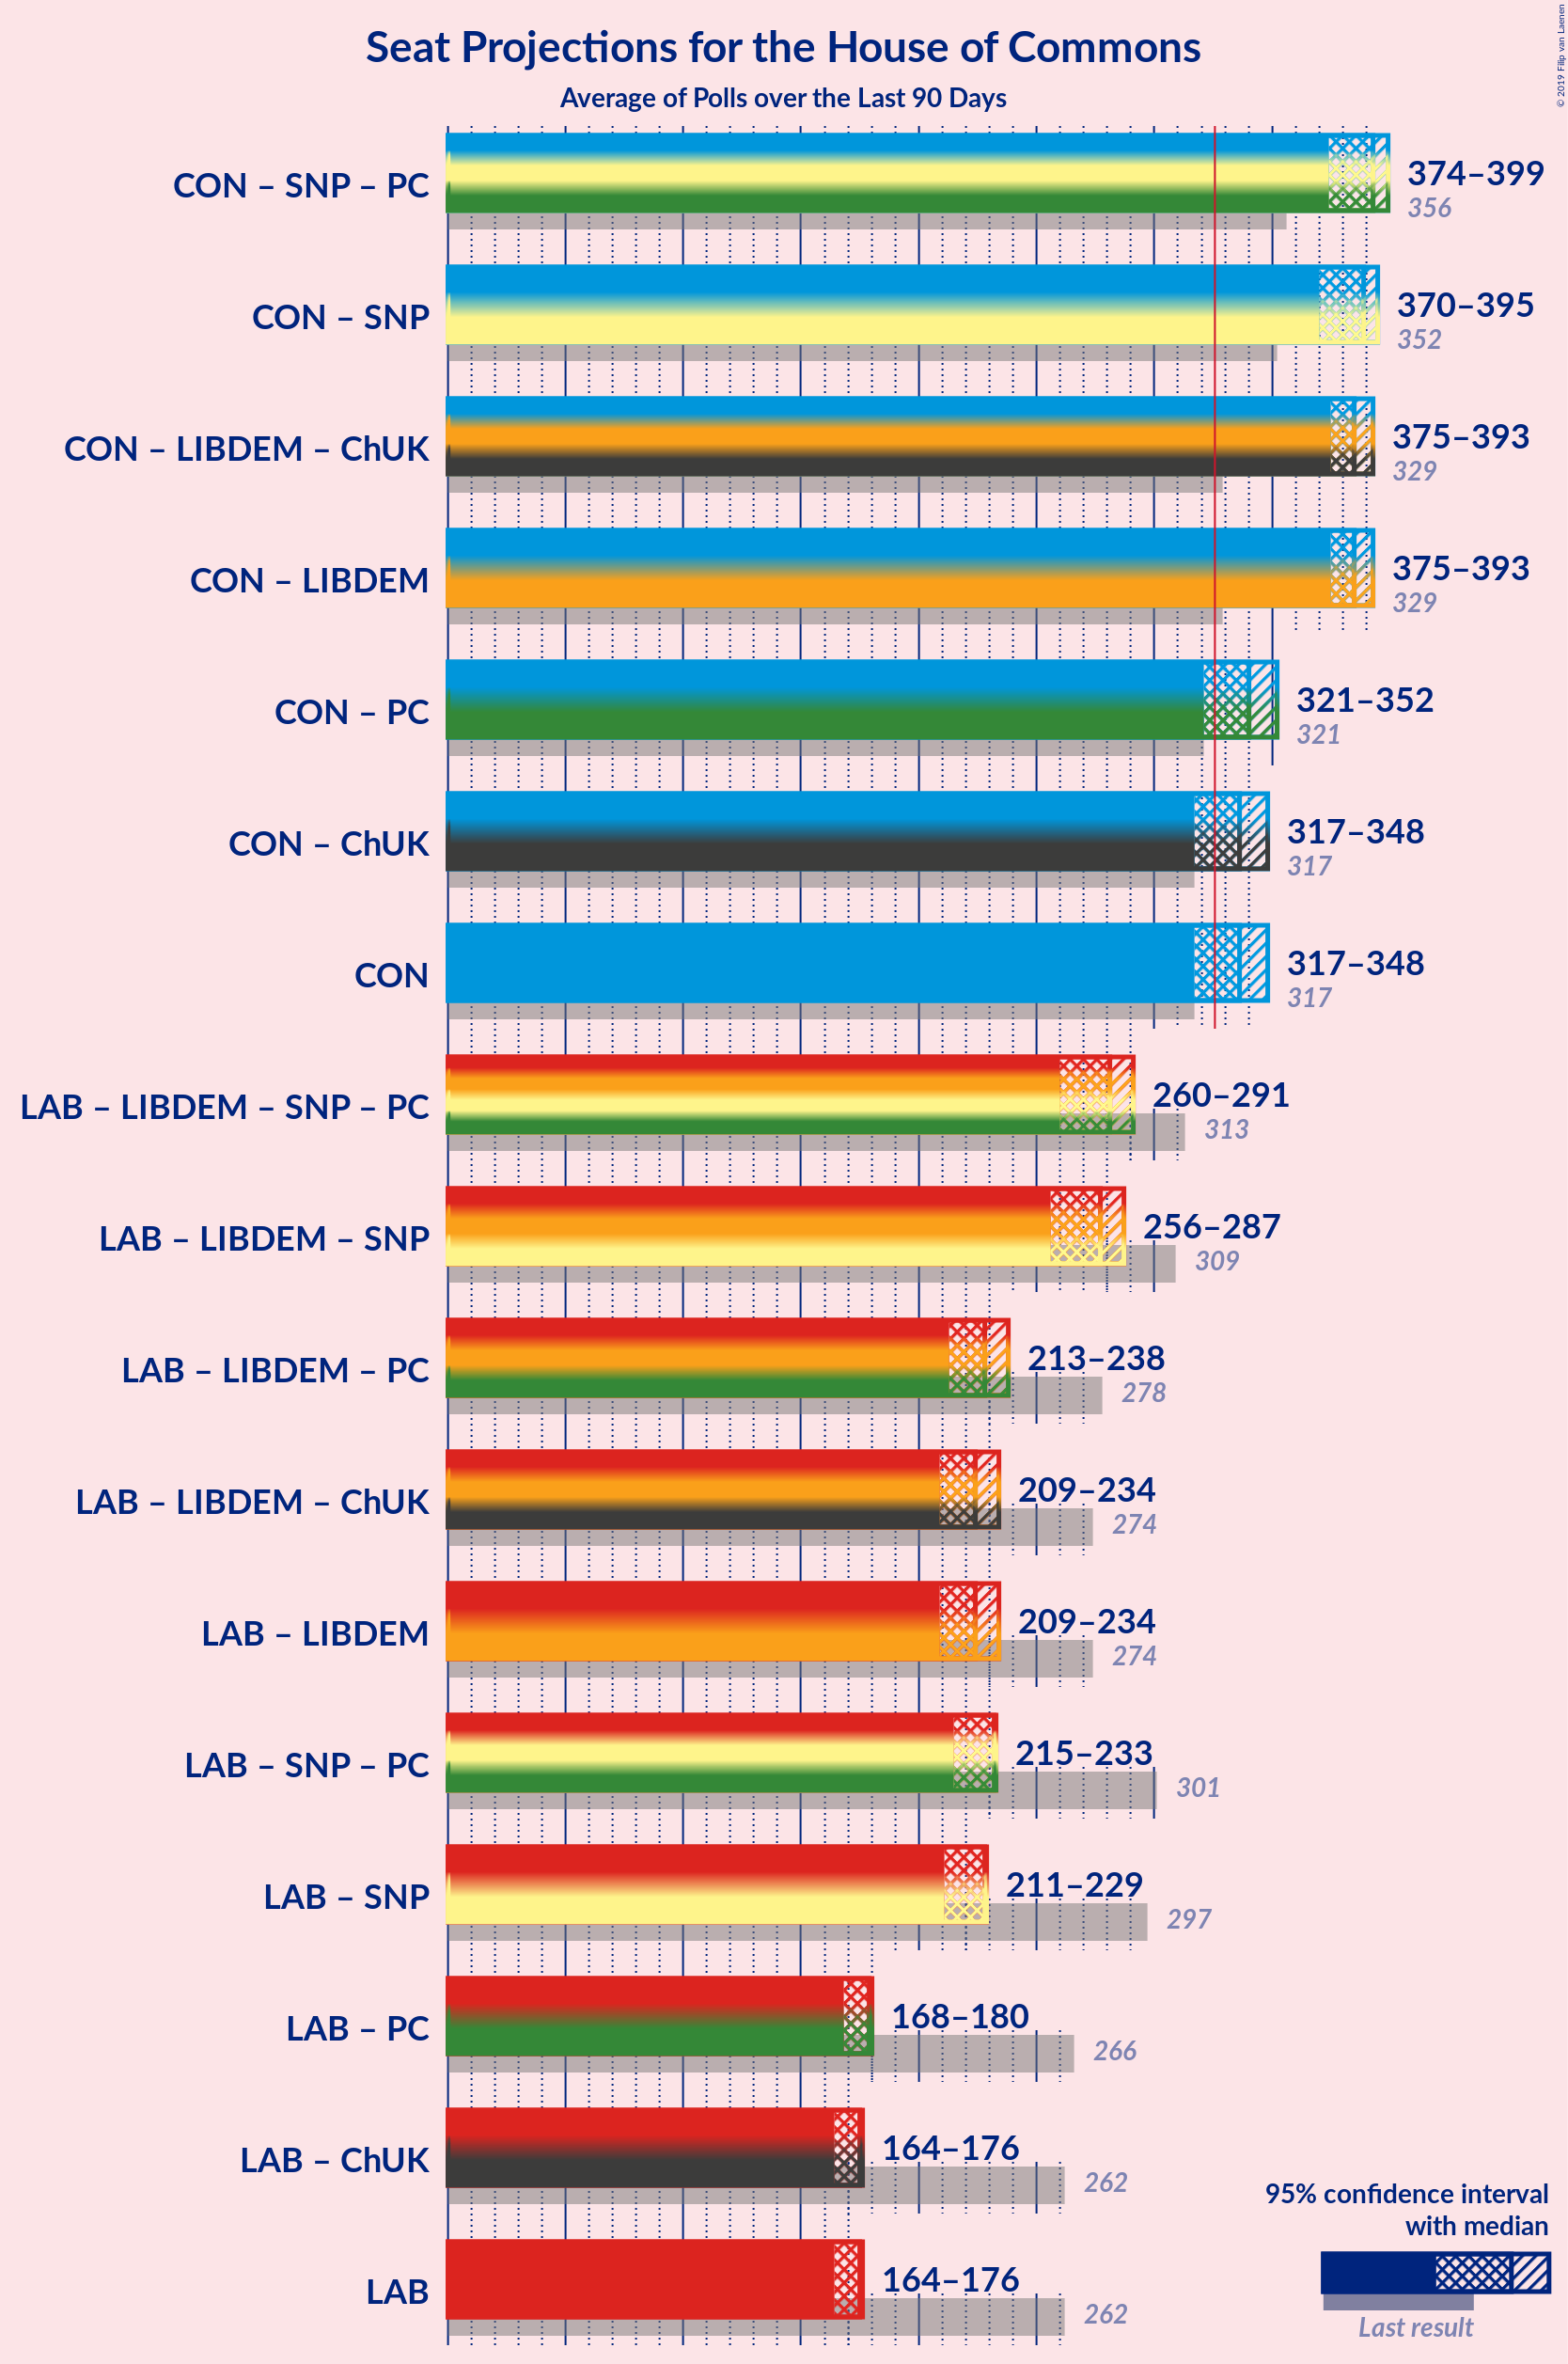 Seat Projections for the House of Commons
Average of Polls over the Last 90 Days
© 2019 Filip van Laenen
CON – SNP – PC
374–399
356
CON – SNP
370–395
352
CON – LIBDEM – ChUK
375–393
329
CON – LIBDEM
375–393
329
CON – PC
321–352
321
CON – ChUK
317–348
317
CON
317–348
317
LAB – LIBDEM – SNP – PC
260–291
313
LAB – LIBDEM – SNP
256–287
309
LAB – LIBDEM – PC
213–238
278
LAB – LIBDEM – ChUK
209–234
274
LAB – LIBDEM
209–234
274
LAB – SNP – PC
215–233
301
LAB – SNP
211–229
297
LAB – PC
168–180
266
LAB – ChUK
164–176
262
LAB
164–176
262
95% confidence interval
with median
Last result